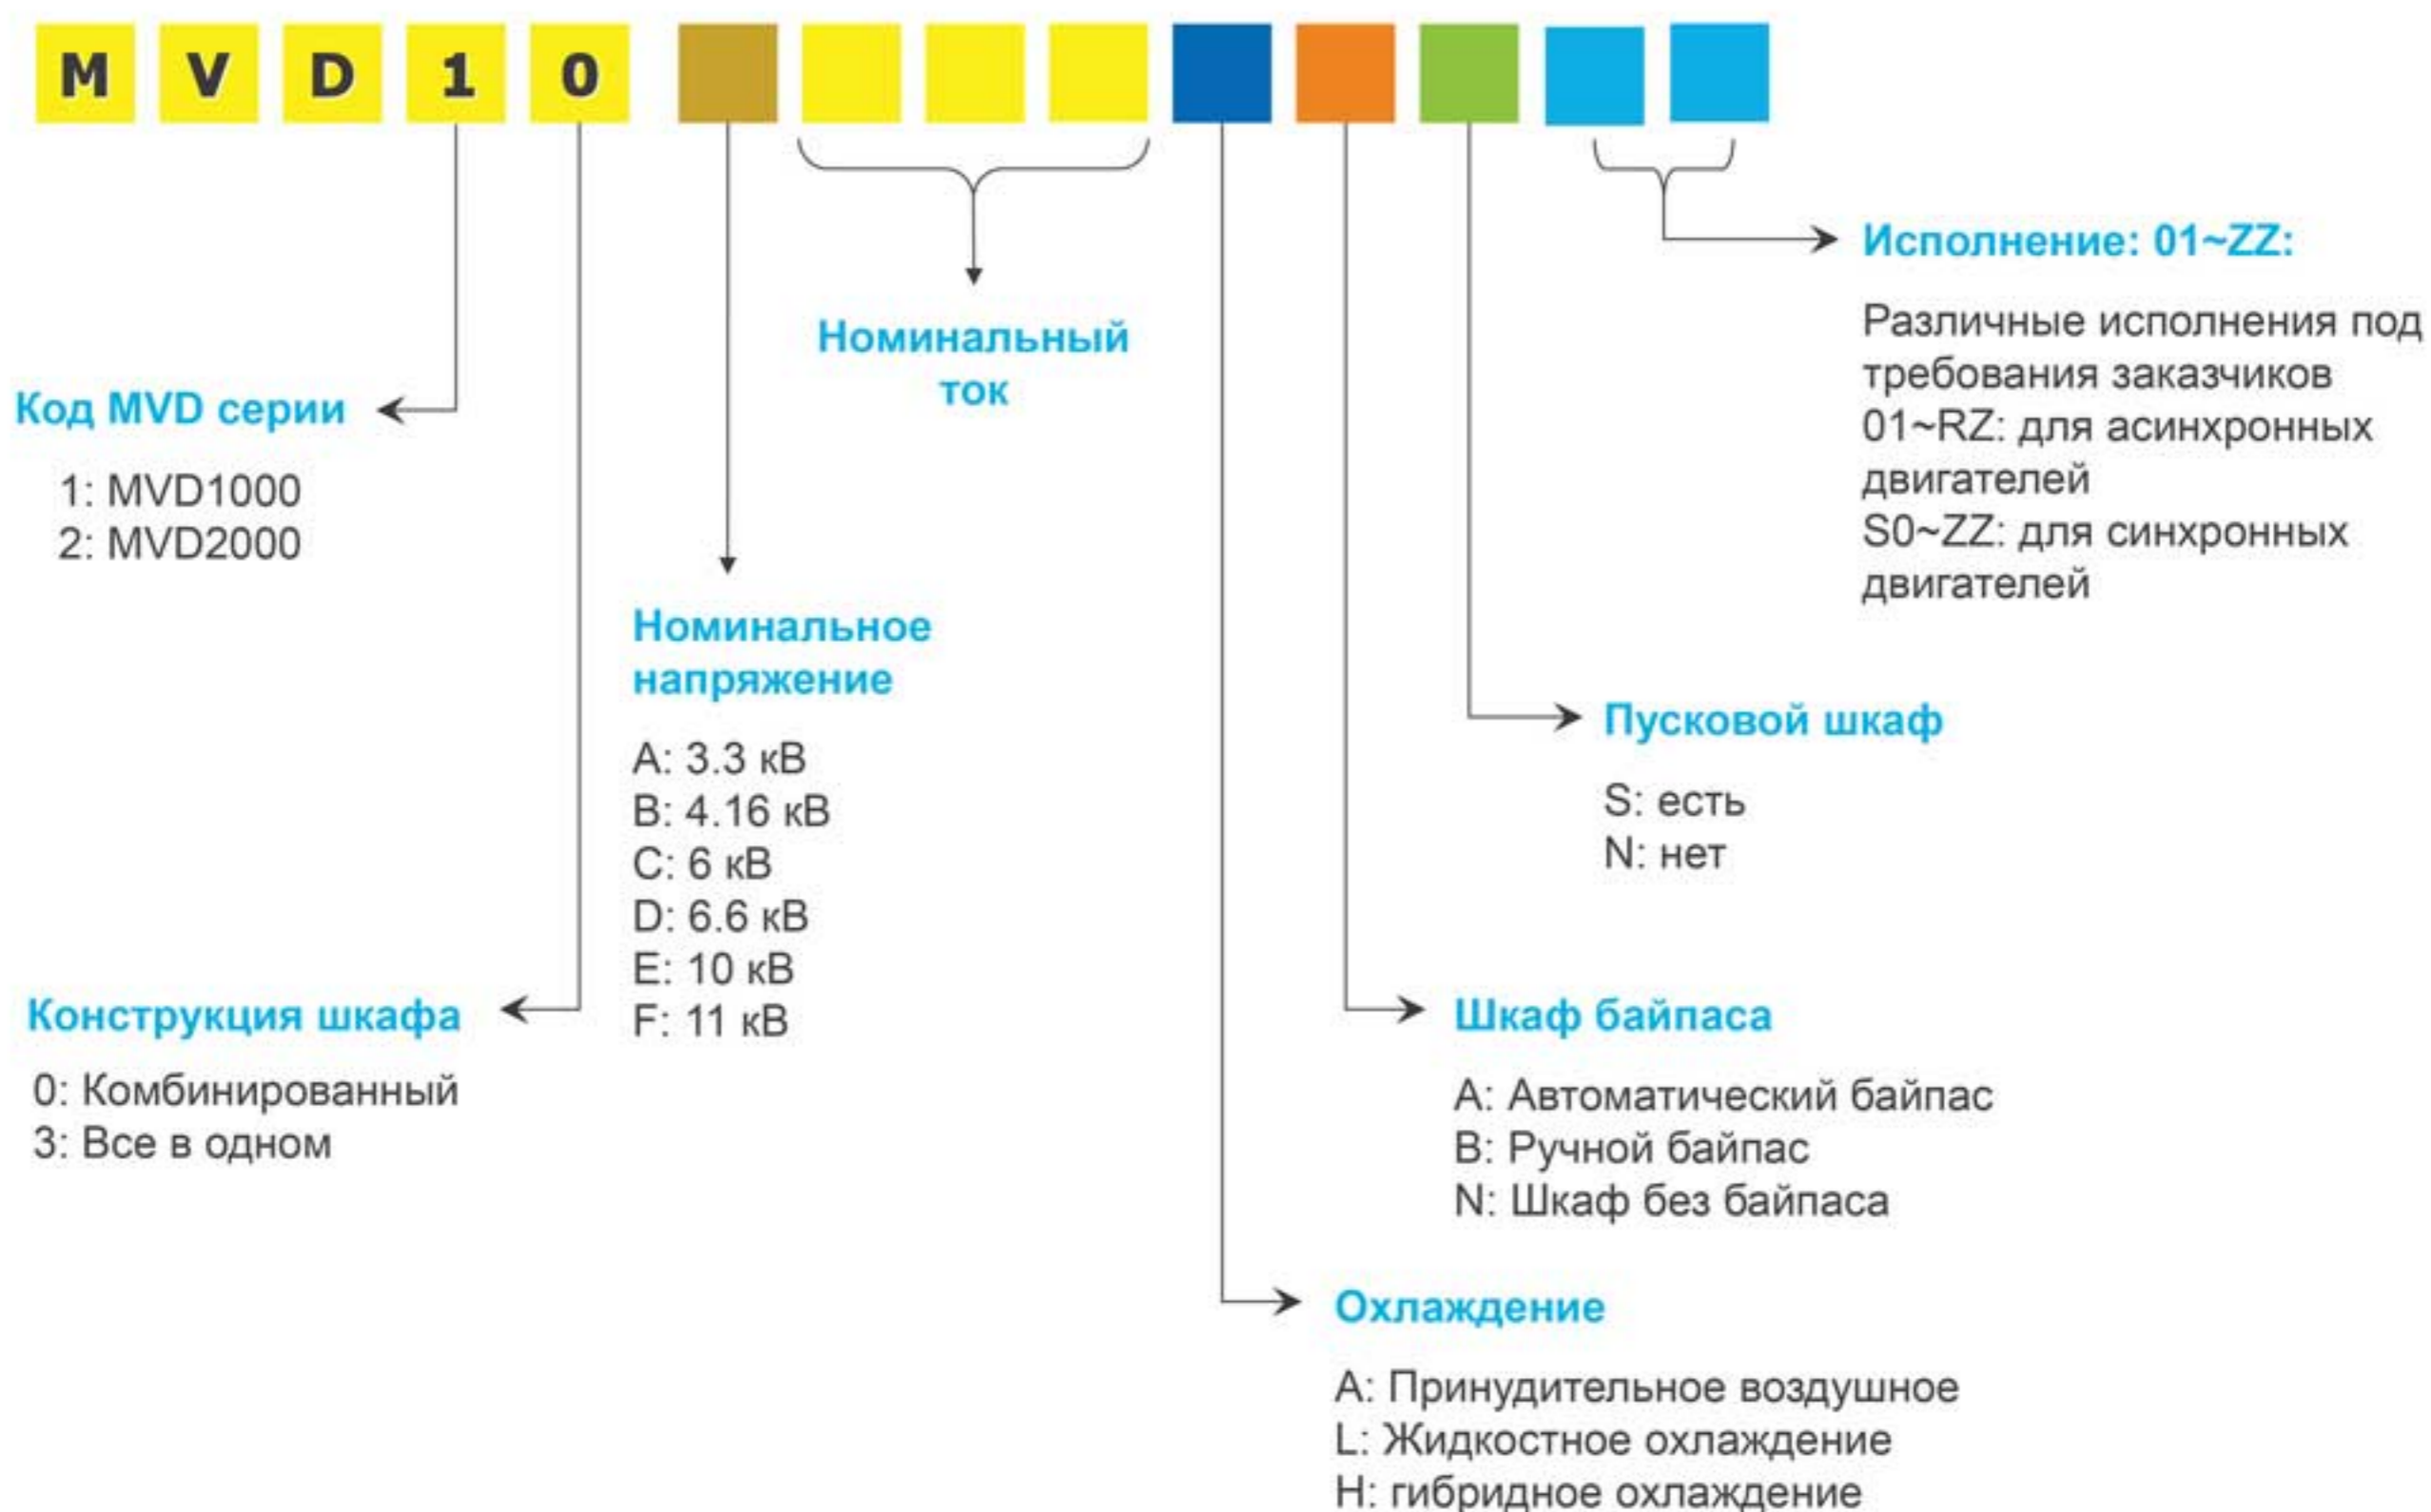 MVD10
Исполнение: 01~ZZ:
Различные исполнения под
требования заказчиков
01~RZ: для асинхронных
двигателей
S0~ZZ: для синхронных
двигателей
Номинальный
ток
Код MVD серии
1: MVD1000
2: MVD2000
Номинальное
напряжение
A: 3.3 кВ
B: 4.16 кВ
C: 6 кВ
D: 6.6 кВ
E: 10 кВ
F: 11 кВ
Пусковой шкаф
S: есть
N: нет
Конструкция шкафа
0: Комбинированный
3: Все в одном
Шкаф байпаса
A: Автоматический байпас
B: Ручной байпас
N: Шкаф без байпаса
Охлаждение
A: Принудительное воздушное
L: Жидкостное охлаждение
H: гибридное охлаждение